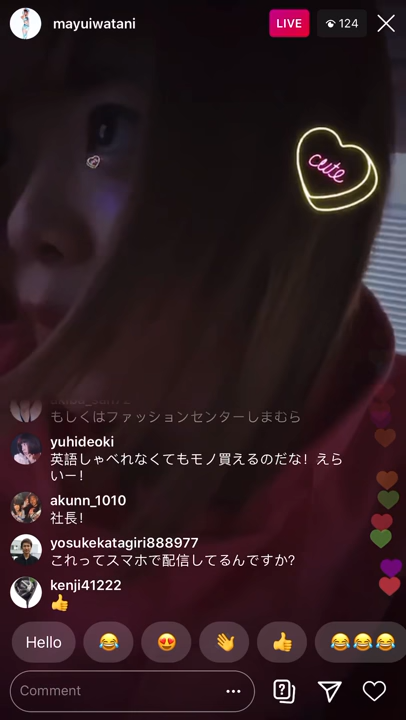 mayuiwatani
LIVE
124
cute
もしくはファッションセンターしまむら
yuhideoki
英語しゃべれなくてもモノ買えるのだな！えら
いー！
akunn_1010
社長！
yosukekatagiri888977
これってスマホで配信してるんですか？
kenji41222
👍
Hello 😂 😍 👋 👍 😂😂😂
Comment